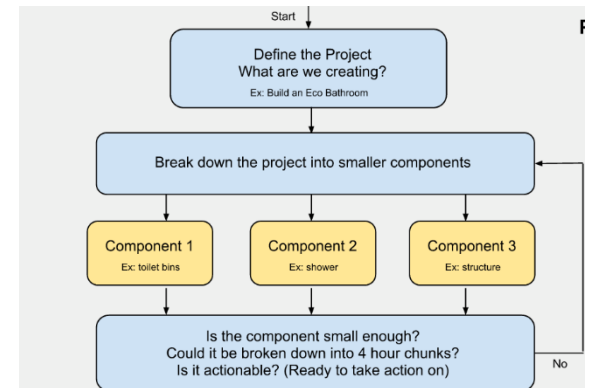 Start
Define the Project
What are we creating?
Ex: Build an Eco Bathroom
Break down the project into smaller components
Component 1
Ex: toilet bins
Component 2
Ex: shower
Component 3
Ex: structure
Is the component small enough?
Could it be broken down into 4 hour chunks?
Is it actionable? (Ready to take action on)
No